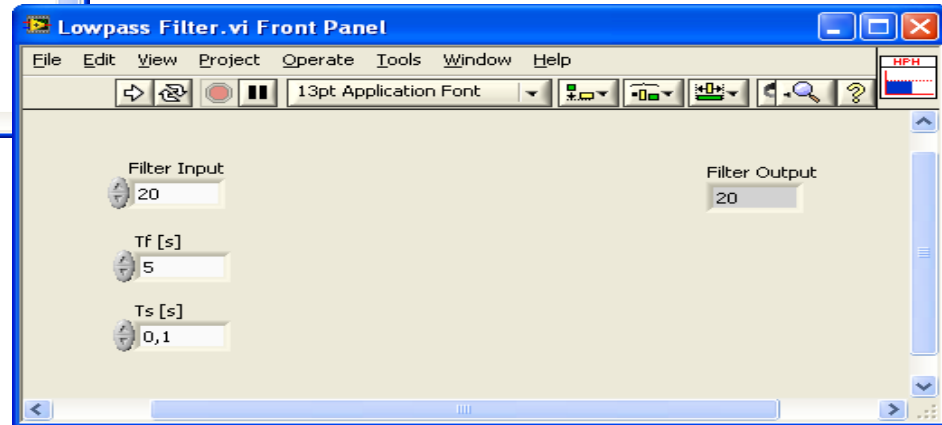 Lowpass Filter.vi Front Panel
File Edit View Project Operate Tools Window Help
HPH
13pt Application Font
Filter Input
20
Filter Output
20
Tf [s]
5
Ts [s]
0,1